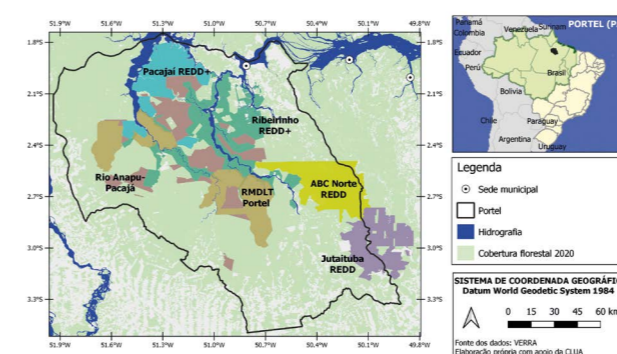 51.9°W 51.6°W 51.3°W 51.0°W 50.7°W 50.4°W 50.1°W 49.8°W
1.8°S
2.1°S
2.4°S
2.7°S
3.0°S
3.3°S
Pacajaí REDD+
Ribeirinho
REDD+
Rio Anapu-
Pacajá
RMDLT
Portel
ABC Norte
REDD
Jutaituba
REDD
PORTEL (P
Panamá
Colombia
Venezuela
Surinam
Ecuador
Perú
Brasil
Bolivia
Paraguay
Chile
Argentina
Uruguay
Legenda
Sede municipal
Portel
Hidrografia
Cobertura florestal 2020
SISTEMA DE COORDENADA GEOGRÁFI
Datum World Geodetic System 1984
0 15 30 45 60 km
Fonte dos dados: VERRA
Elaboração própria com apoio da CLUA